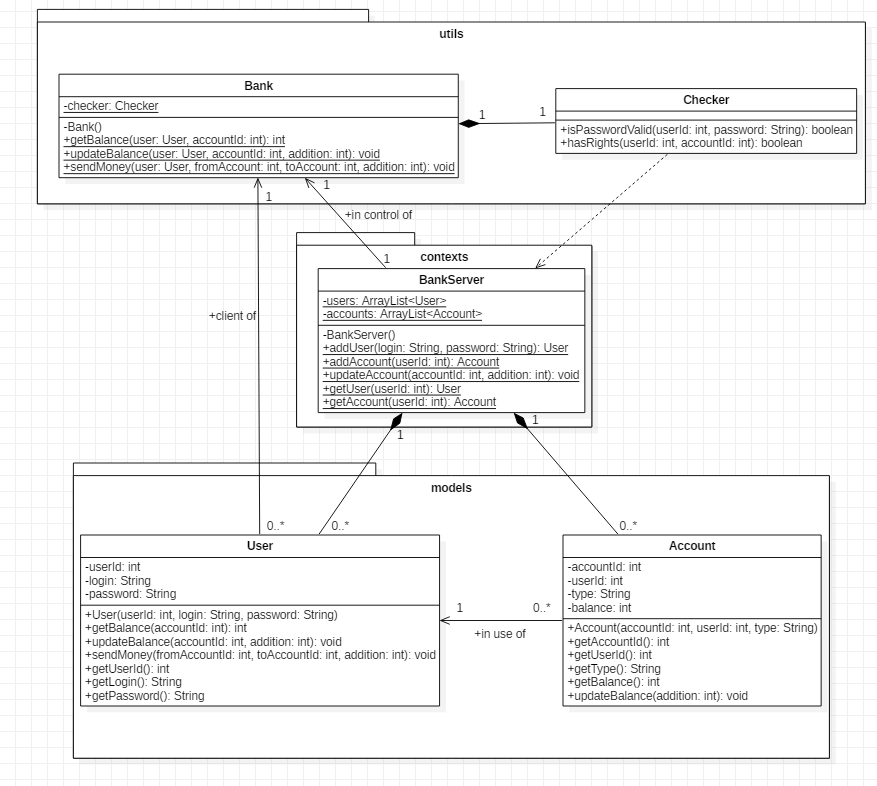 utils
Bank
-checker: Checker
-Bank()
+getBalance(user: User, accountId: int): int
+updateBalance(user: User, accountId: int, addition: int): void
+sendMoney(user: User, fromAccount: int, toAccount: int, addition: int): void
1
1
Checker
+isPasswordValid(userId: int, password: String): boolean
+hasRights(userId: int, accountId: int): boolean
1
1
+in control of
1
+client of
contexts
BankServer
-users: ArrayList<User>
-accounts: ArrayList<Account>
-BankServer()
+addUser(login: String, password: String): User
+addAccount(userId: int): Account
+updateAccount(accountId: int, addition: int): void
+getUser(userId: int): User
+getAccount(userId: int): Account
1
1
models
0..*
0..*
0..*
User
-userId: int
-login: String
-password: String
+User(userId: int, login: String, password: String)
+getBalance(accountId: int): int
+updateBalance(accountId: int, addition: int): void
+sendMoney(fromAccountId: int, toAccountId: int, addition: int): void
+getUserId(): int
+getLogin(): String
+getPassword(): String
1
0..*
+in use of
Account
-accountId: int
-userId: int
-type: String
-balance: int
+Account(accountId: int, userId: int, type: String)
+getAccountId(): int
+getUserId(): int
+getType(): String
+getBalance(): int
+updateBalance(addition: int): void